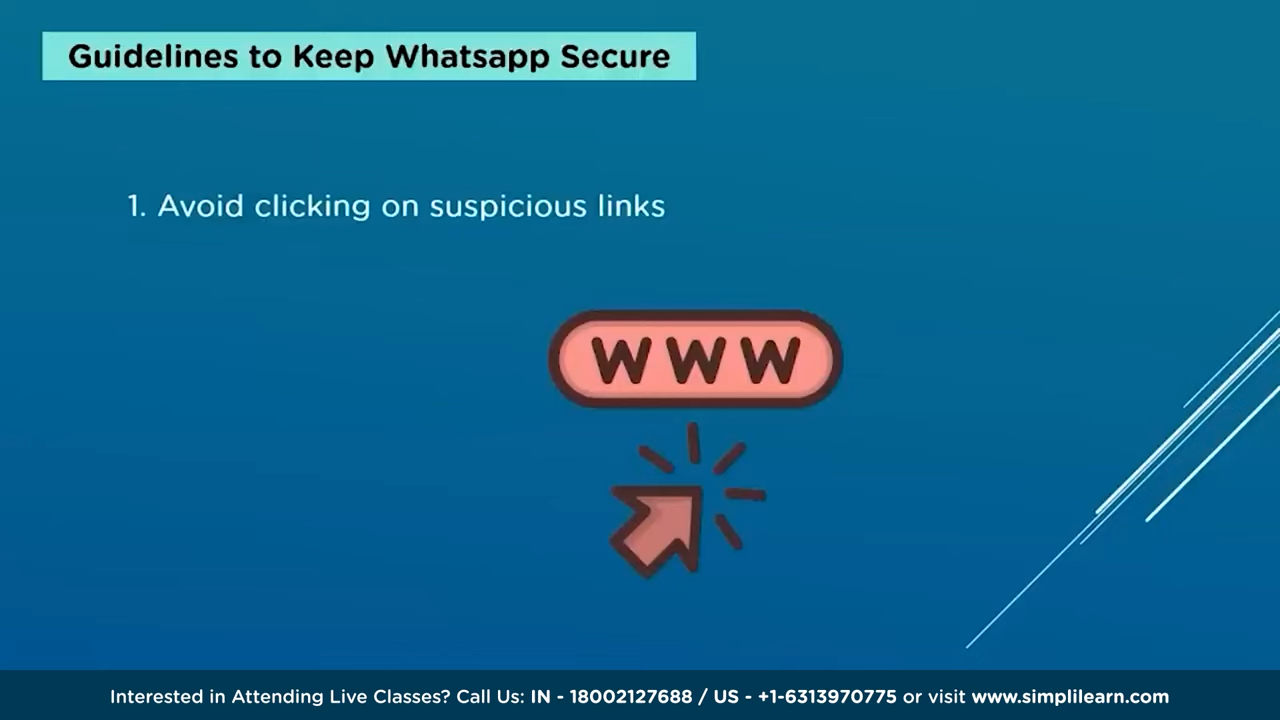 Guidelines to Keep Whatsapp Secure
1. Avoid clicking on suspicious links
WWW
Interested in Attending Live Classes? Call Us: IN - 18002127688 / US - +1-6313970775 or visit www.simplilearn.com